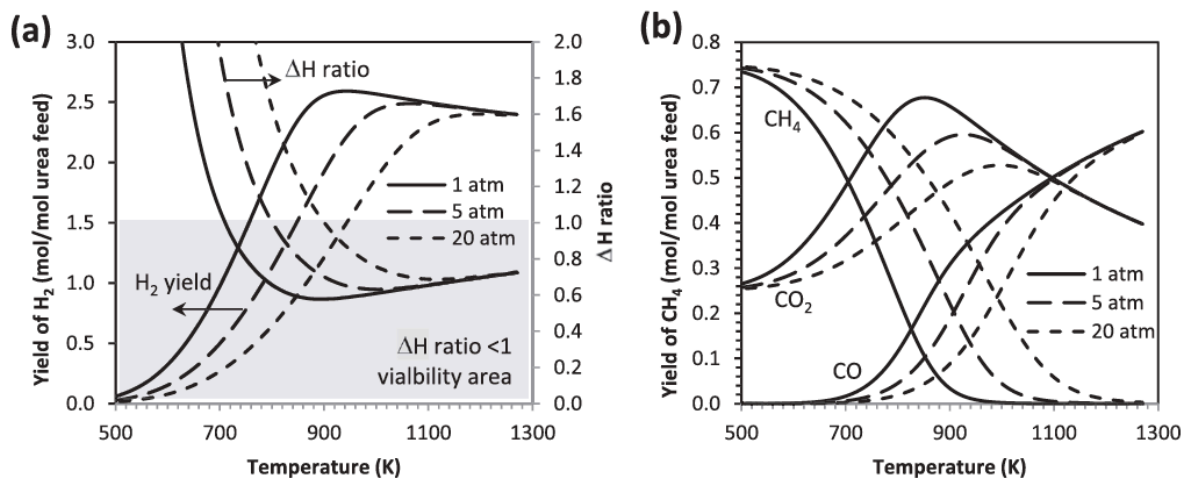 (a)
3.0
2.5
2.0
1.5
1.0
0.5
0.0
Yield of H₂ (mol/mol urea feed)
500
700
900
1100
1300
Temperature (K)
2.0
1.8
1.6
1.4
1.2
1.0
0.8
0.6
0.4
0.2
0.0
ΔH ratio
ΔH ratio
1 atm
5 atm
20 atm
H₂ yield
ΔH ratio <1
vialbility area
(b)
0.8
0.7
0.6
0.5
0.4
0.3
0.2
0.1
0.0
Yield of CH₄ (mol/mol urea feed)
500
700
900
1100
1300
Temperature (K)
CH₄
CO₂
CO
1 atm
5 atm
20 atm